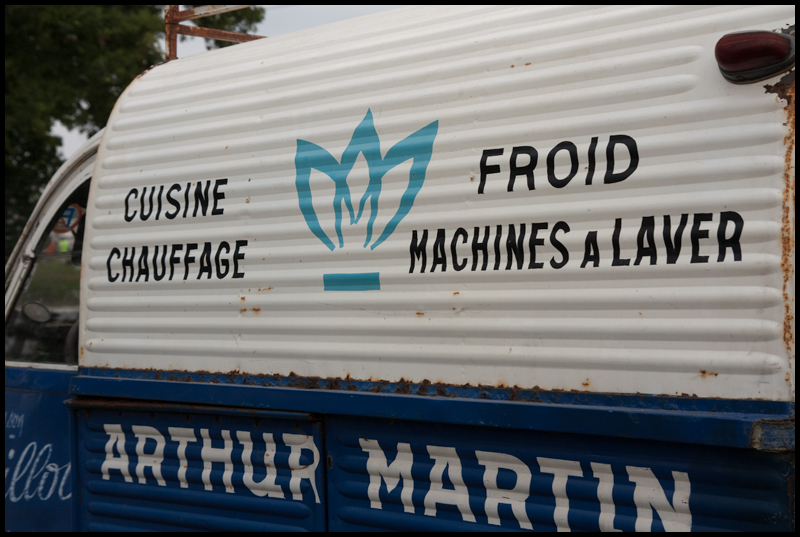 CUISINE
CHAUFFAGE
FROID
MACHINES A LAVER
ARTHUR MARTIN